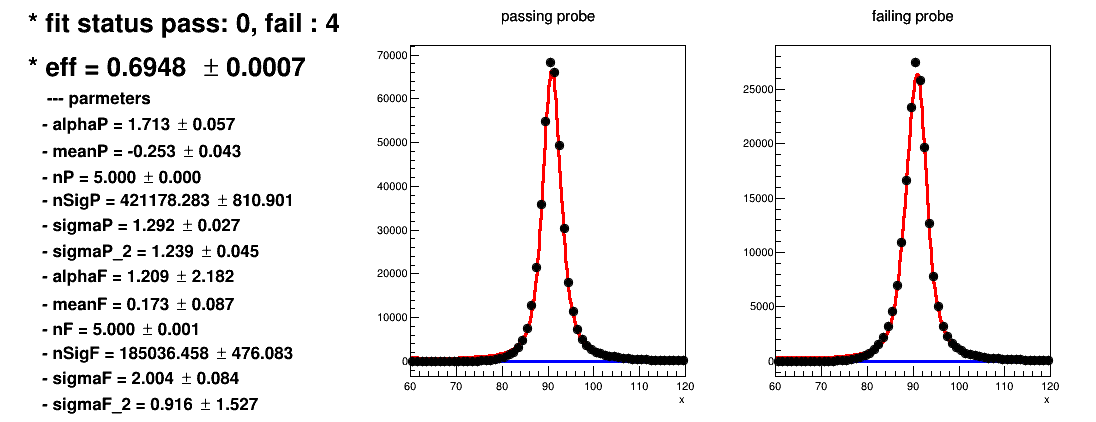 * fit status pass: 0, fail : 4
* eff = 0.6948 ± 0.0007
--- parmeters
- alphaP = 1.713 ± 0.057
- meanP = -0.253 ± 0.043
- nP = 5.000 ± 0.000
- nSigP = 421178.283 ± 810.901
- sigmaP = 1.292 ± 0.027
- sigmaP_2 = 1.239 ± 0.045
- alphaF = 1.209 ± 2.182
- meanF = 0.173 ± 0.087
- nF = 5.000 ± 0.001
- nSigF = 185036.458 ± 476.083
- sigmaF = 2.004 ± 0.084
- sigmaF_2 = 0.916 ± 1.527
passing probe
70000
60000
50000
40000
30000
20000
10000
0
60 70 80 90 100 110 120
x
failing probe
25000
20000
15000
10000
5000
0
60 70 80 90 100 110 120
x